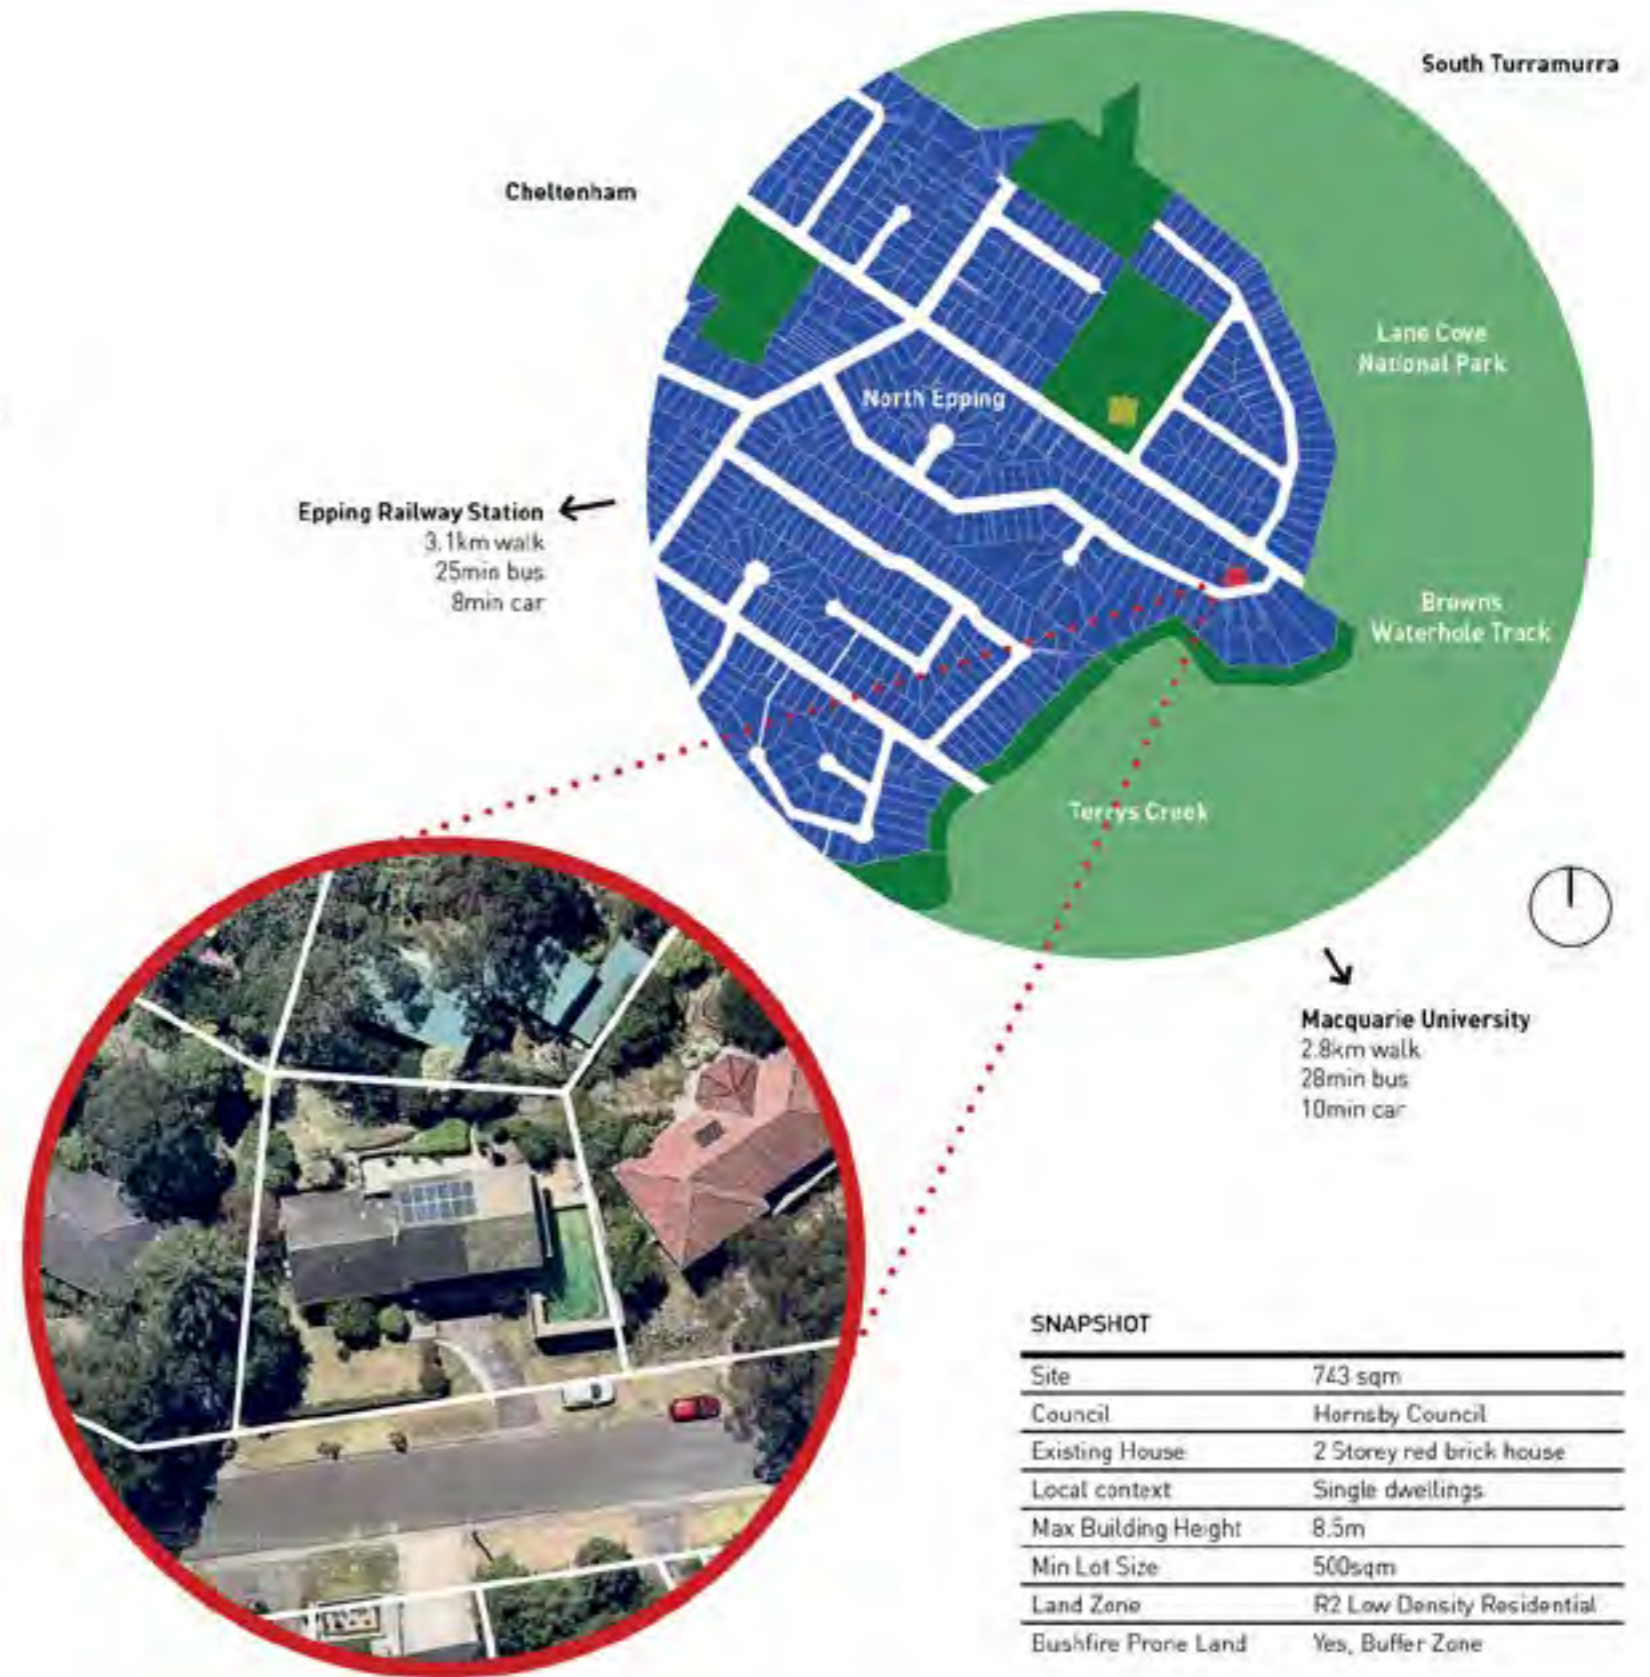 South Turramurra
Cheltenham
Lane Cove
National Park
North Epping
Epping Railway Station
3.1km walk
25min bus
8min car
Browns
Waterhole Track
Terrys Creek
Macquarie University
2.8km walk
28min bus
10min car
SNAPSHOT
Site 743 sqm
Council Hornsby Council
Existing House 2 Storey red brick house
Local context Single dwellings
Max Building Height 8.5m
Min Lot Size 500sqm
Land Zone R2 Low Density Residential
Bushfire Prone Land Yes, Buffer Zone